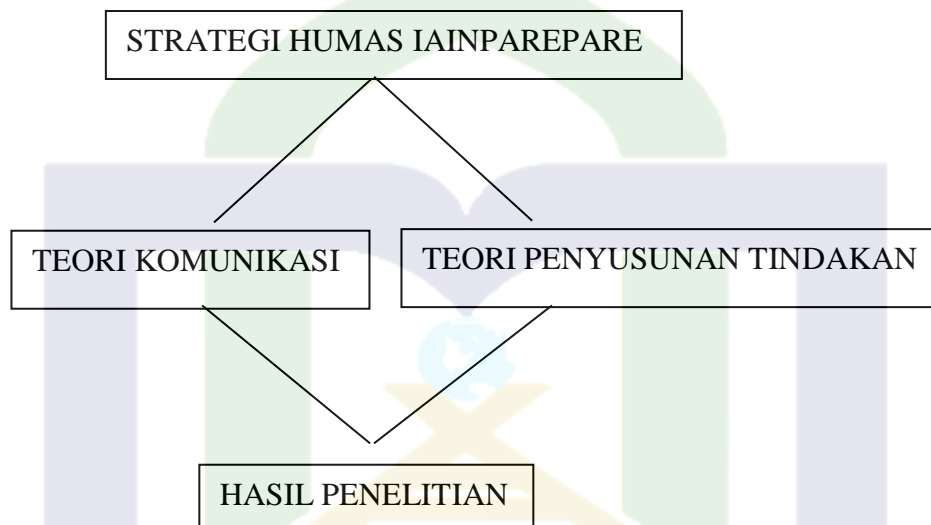 STRATEGI HUMAS IAINPAREPARE
TEORI KOMUNIKASI
TEORI PENYUSUNAN TINDAKAN
HASIL PENELITIAN